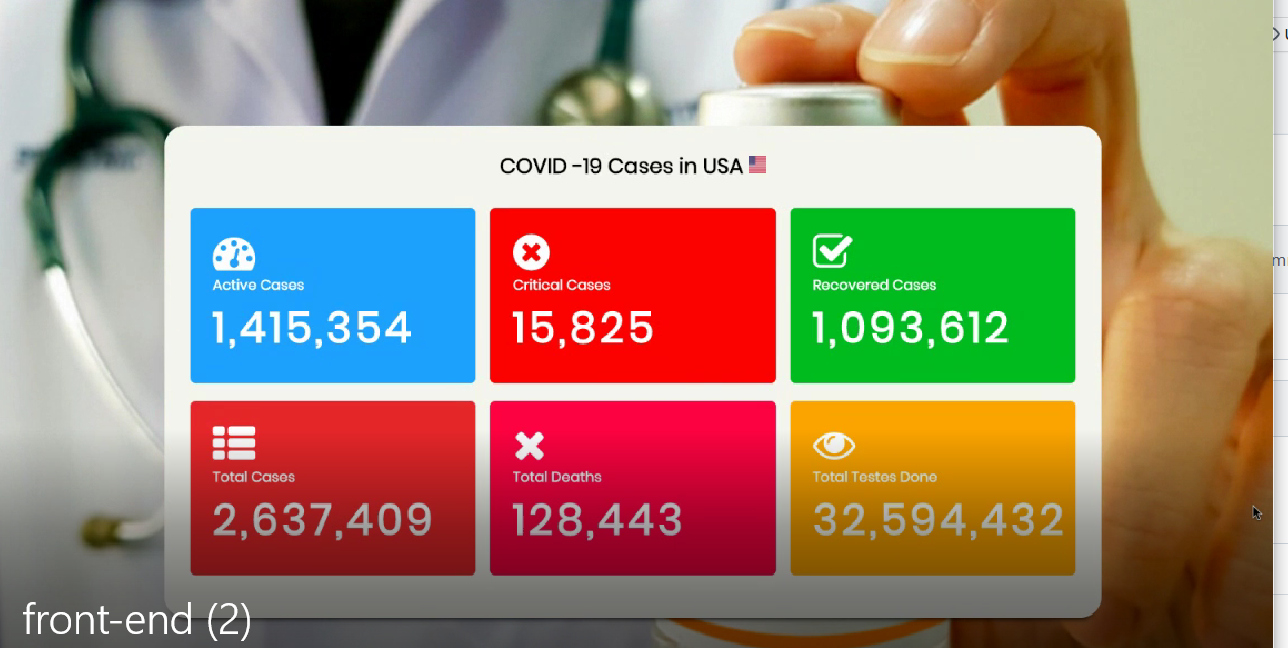 COVID -19 Cases in USA
Active Cases
1,415,354
Critical Cases
15,825
Recovered Cases
1,093,612
Total Cases
2,637,409
Total Deaths
128,443
Total Testes Done
32,594,432
front-end (2)